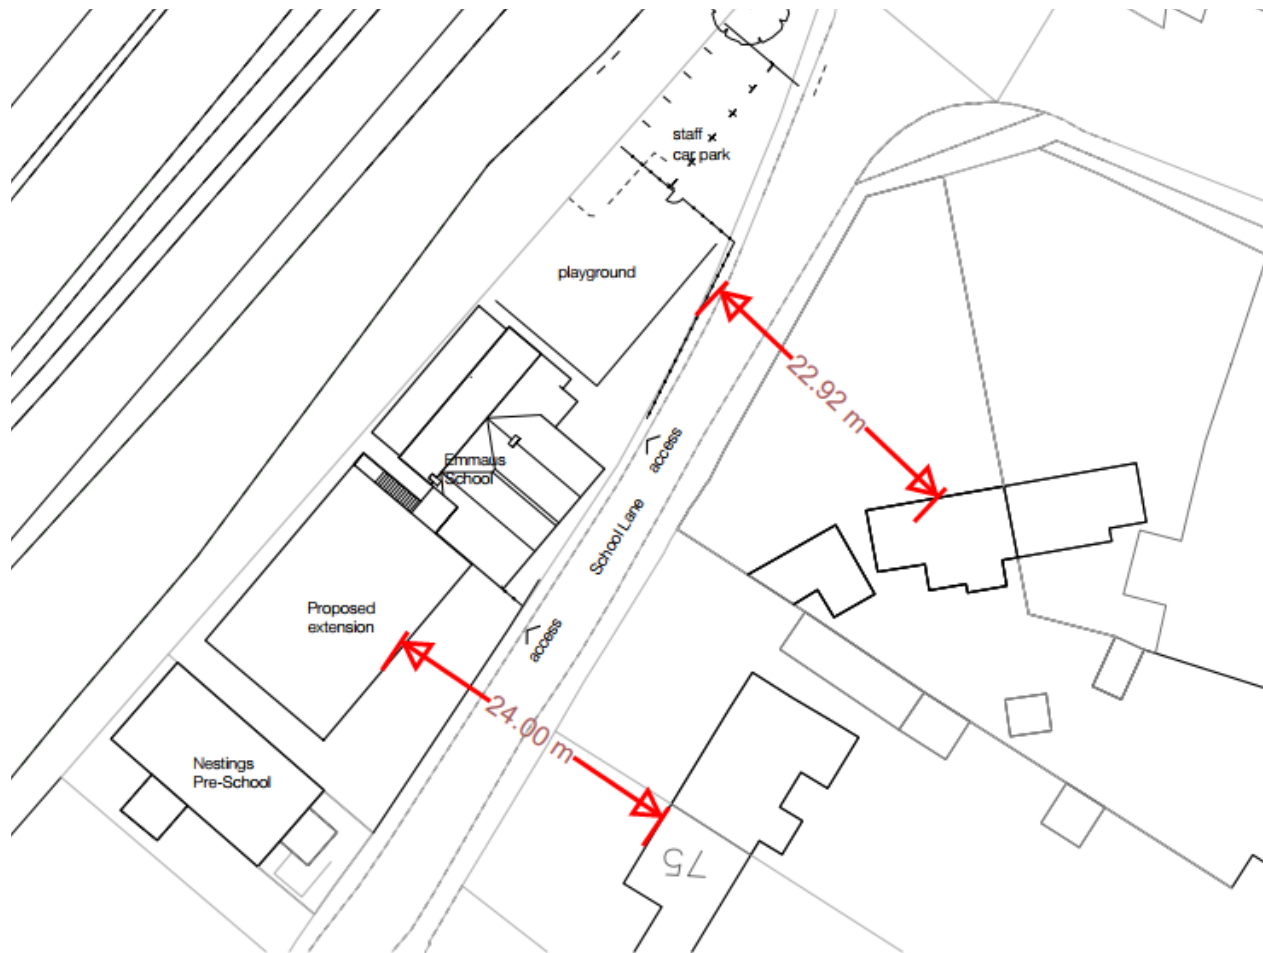 staff
car park
playground
22.92 m
Emmaus
School
access
School Lane
Proposed
extension
access
24.00 m
Nestings
Pre-School
75